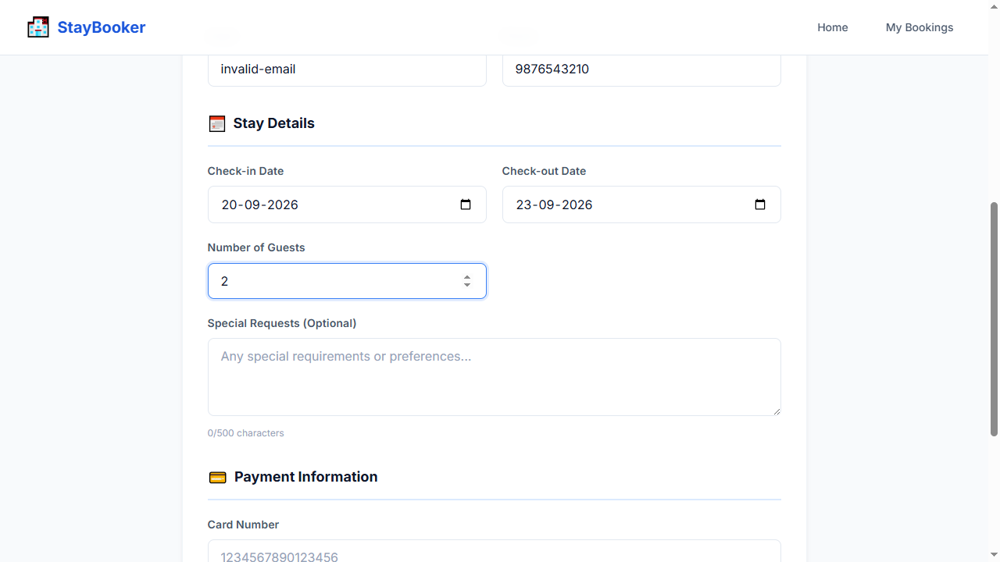 StayBooker
Home
My Bookings
invalid-email
9876543210
Stay Details
Check-in Date
Check-out Date
20-09-2026
23-09-2026
Number of Guests
2
Special Requests (Optional)
Any special requirements or preferences...
0/500 characters
Payment Information
Card Number
1234567890123456